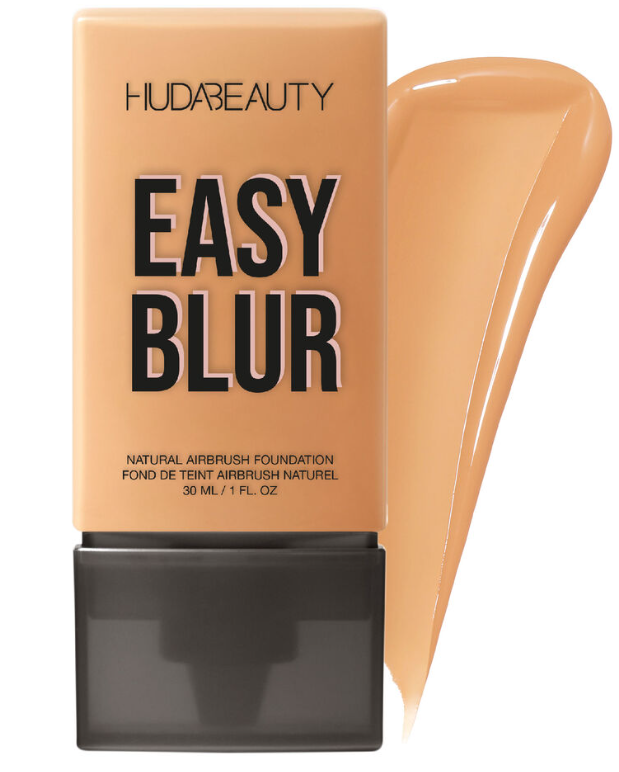 HUDABEAUTY
EASY
BLUR
NATURAL AIRBRUSH FOUNDATION
FOND DE TEINT AIRBRUSH NATUREL
30 ML / 1 FL. OZ